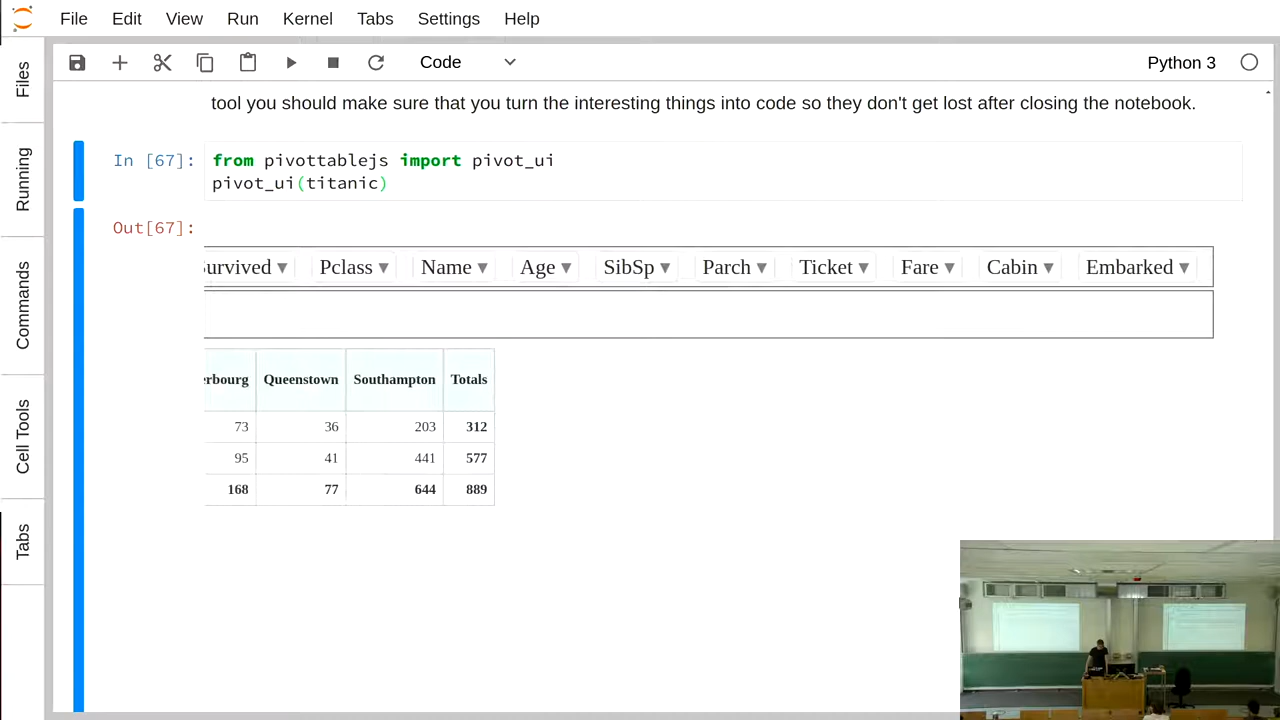 File Edit View Run Kernel Tabs Settings Help
Files
Running
Commands
Cell Tools
Tabs
Code
Python 3
tool you should make sure that you turn the interesting things into code so they don't get lost after closing the notebook.
In [67]: from pivottablejs import pivot_ui
pivot_ui(titanic)
Out[67]:
Survived ▾ Pclass ▾ Name ▾ Age ▾ SibSp ▾ Parch ▾ Ticket ▾ Fare ▾ Cabin ▾ Embarked ▾
erbourg Queenstown Southampton Totals
73 36 203 312
95 41 441 577
168 77 644 889